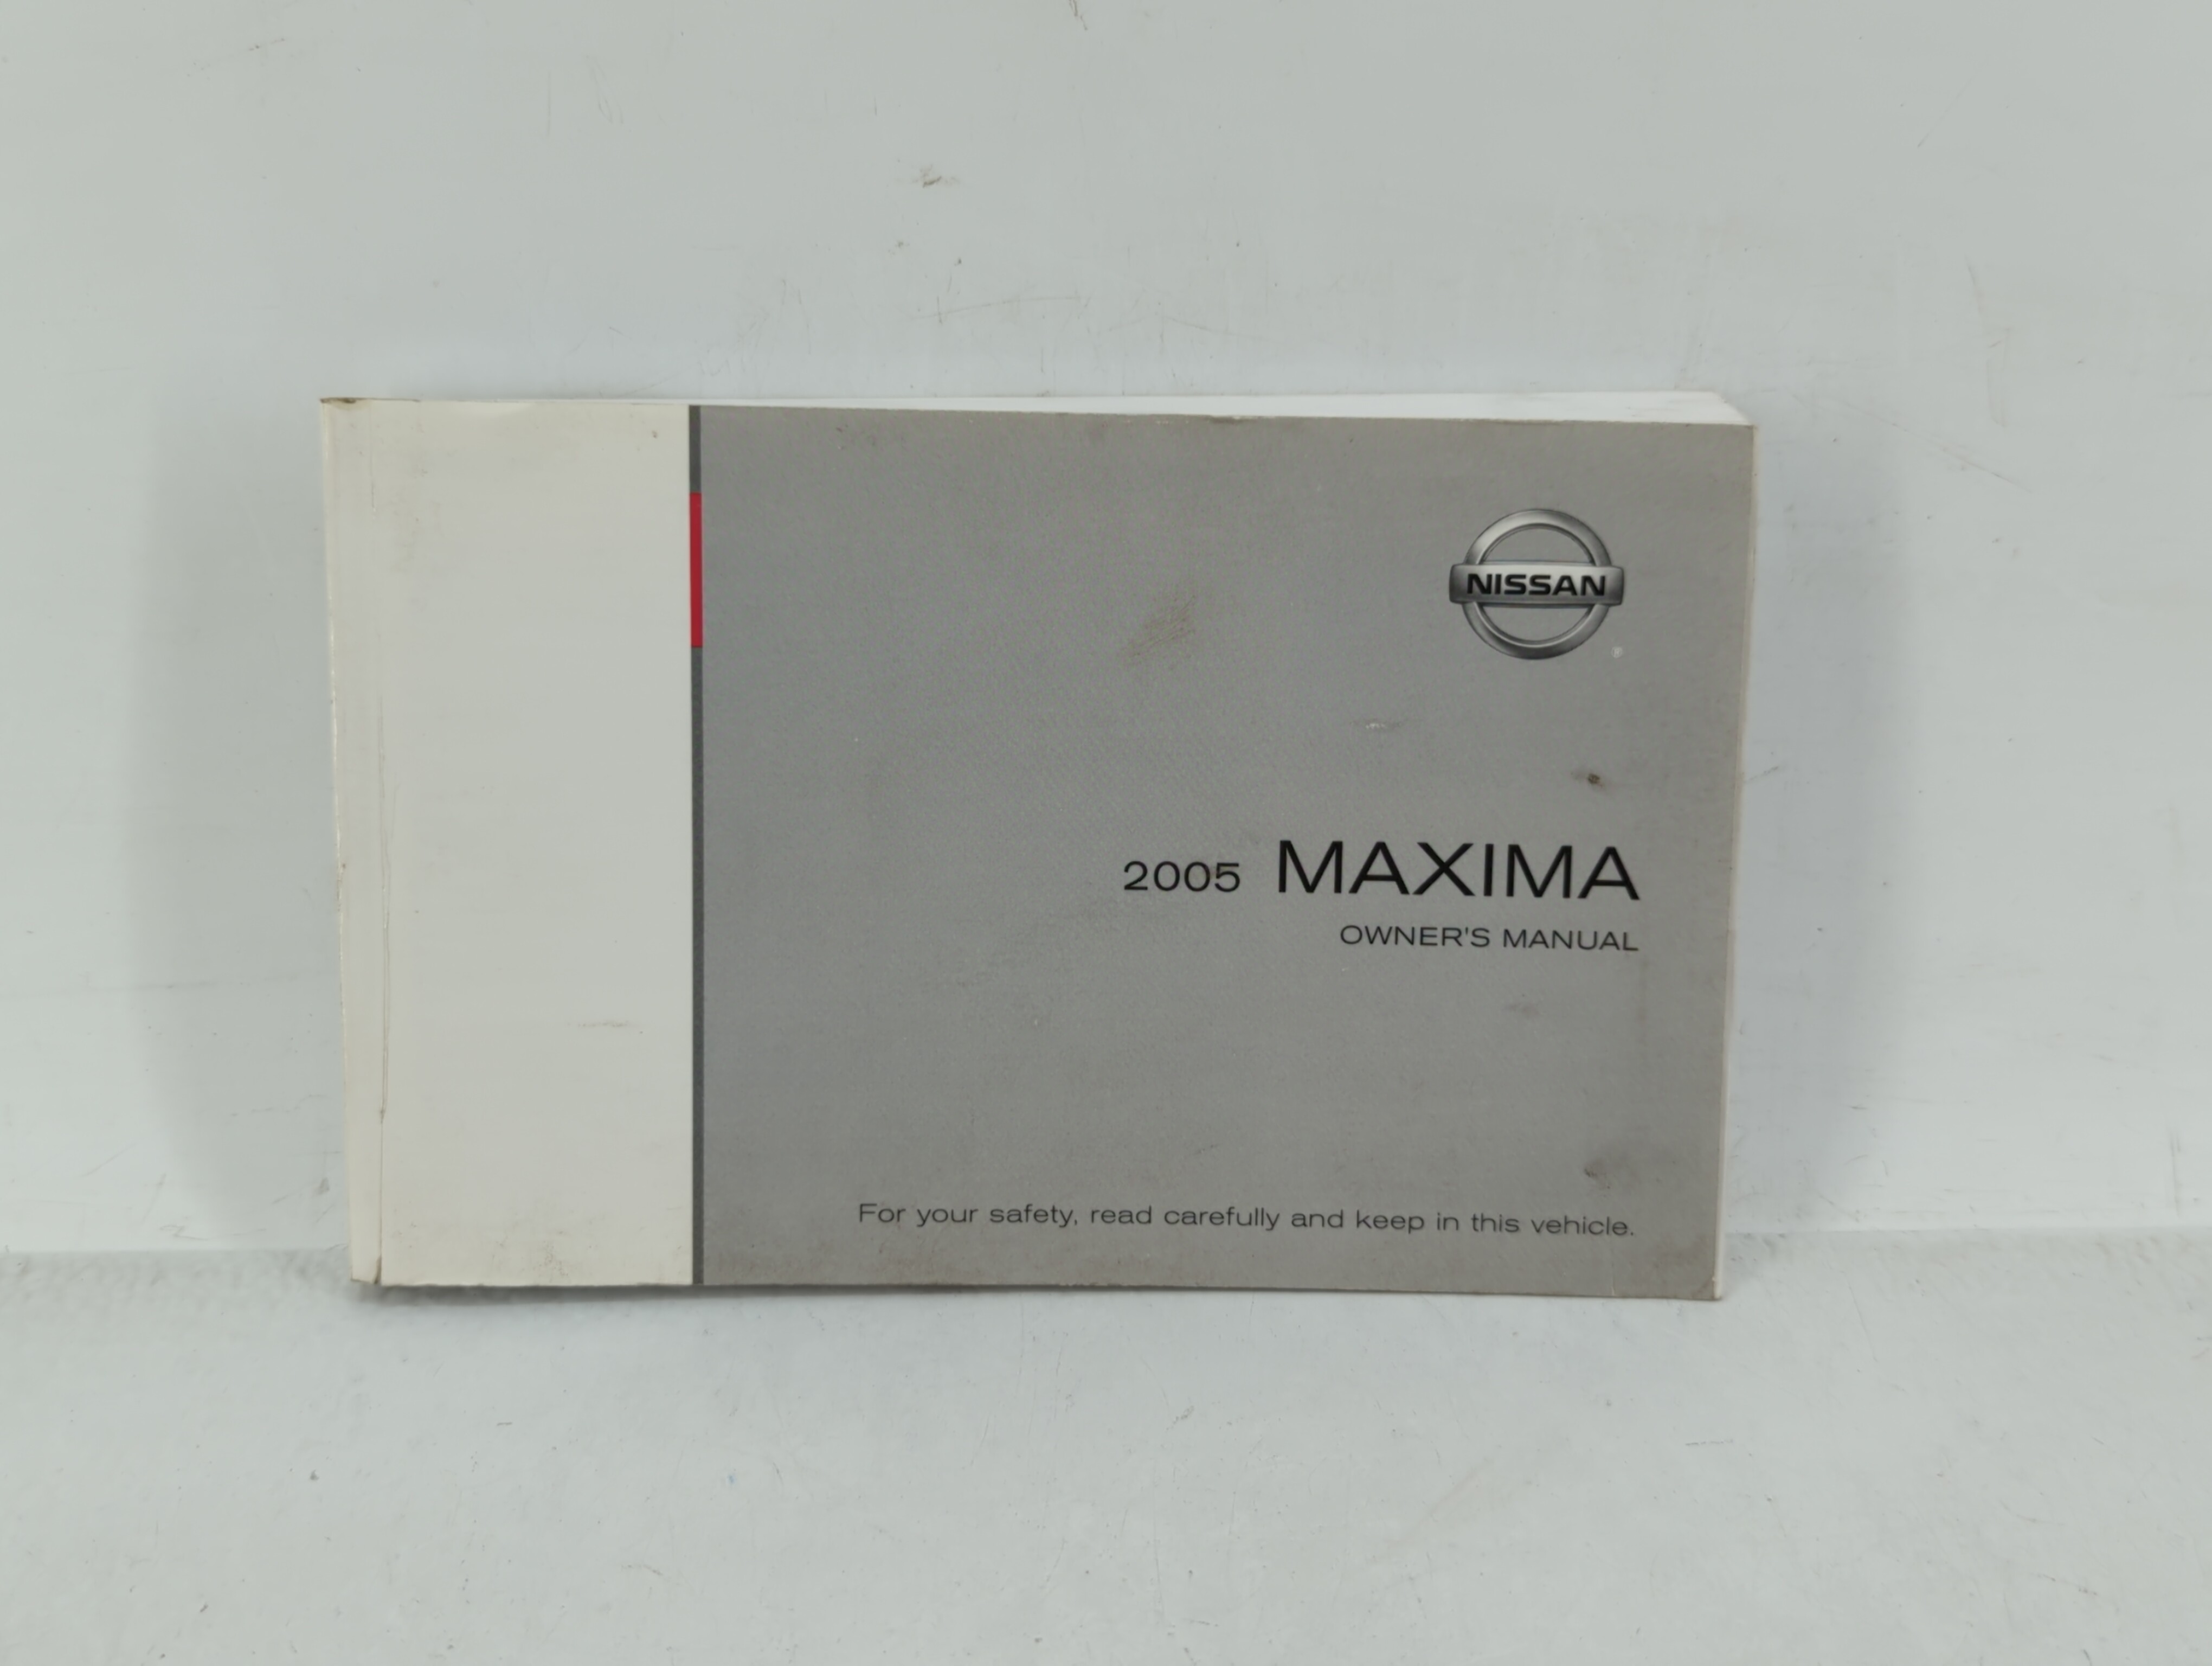 NISSAN
®
2005 MAXIMA
OWNER'S MANUAL
For your safety, read carefully and keep in this vehicle.